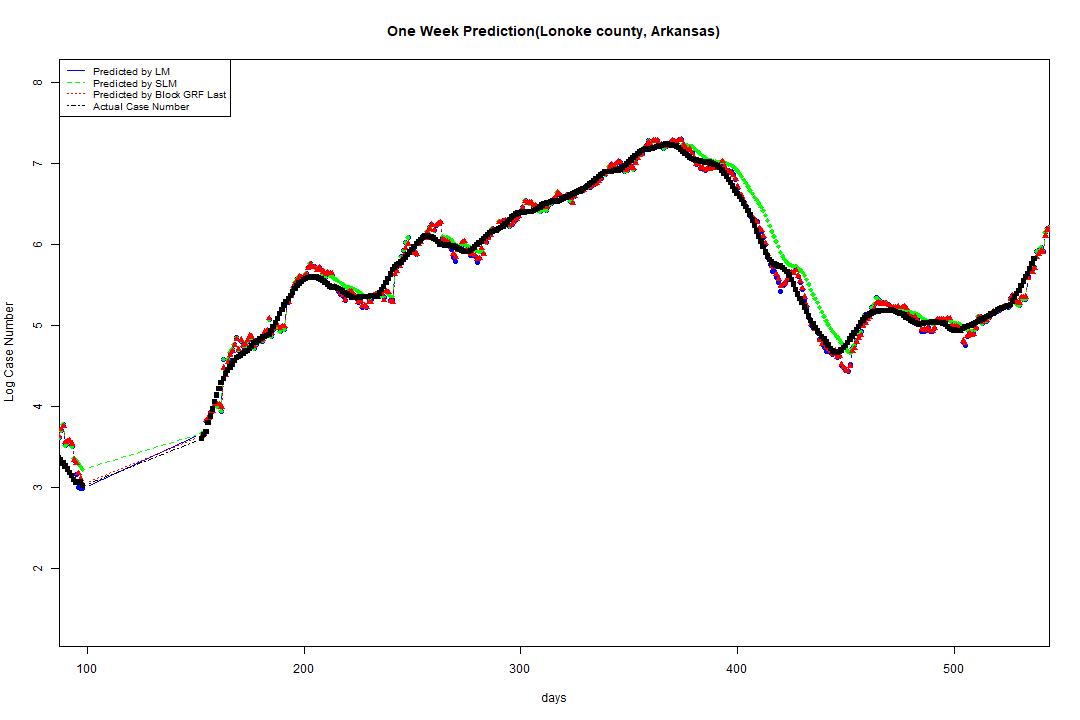 One Week Prediction(Lonoke county, Arkansas)
Predicted by LM
Predicted by SLM
Predicted by Block GRF Last
Actual Case Number
Log Case Number
8
7
6
5
4
3
2
100 200 300 400 500
days